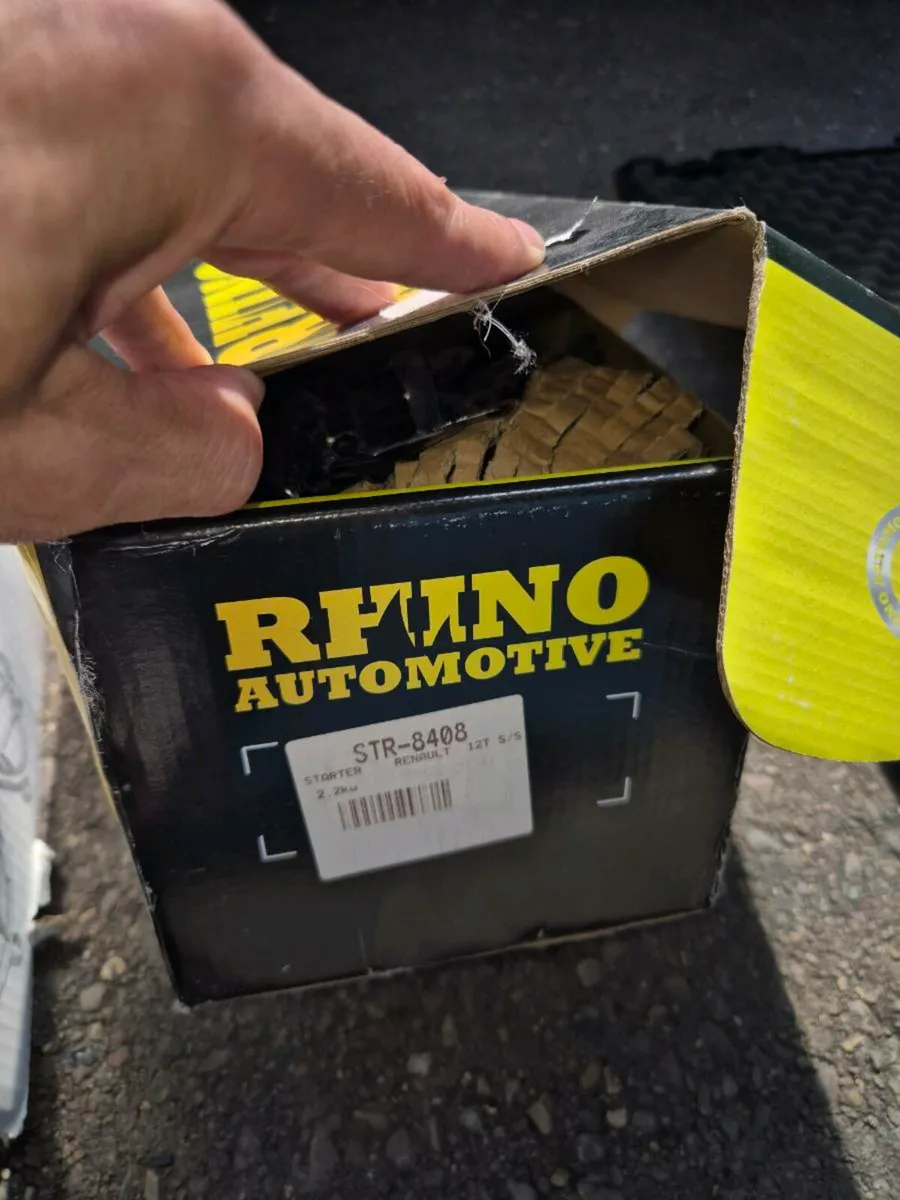 RHINO
AUTOMOTIVE
STR-8408
STARTER RENAULT 12T S/S
2.2kw